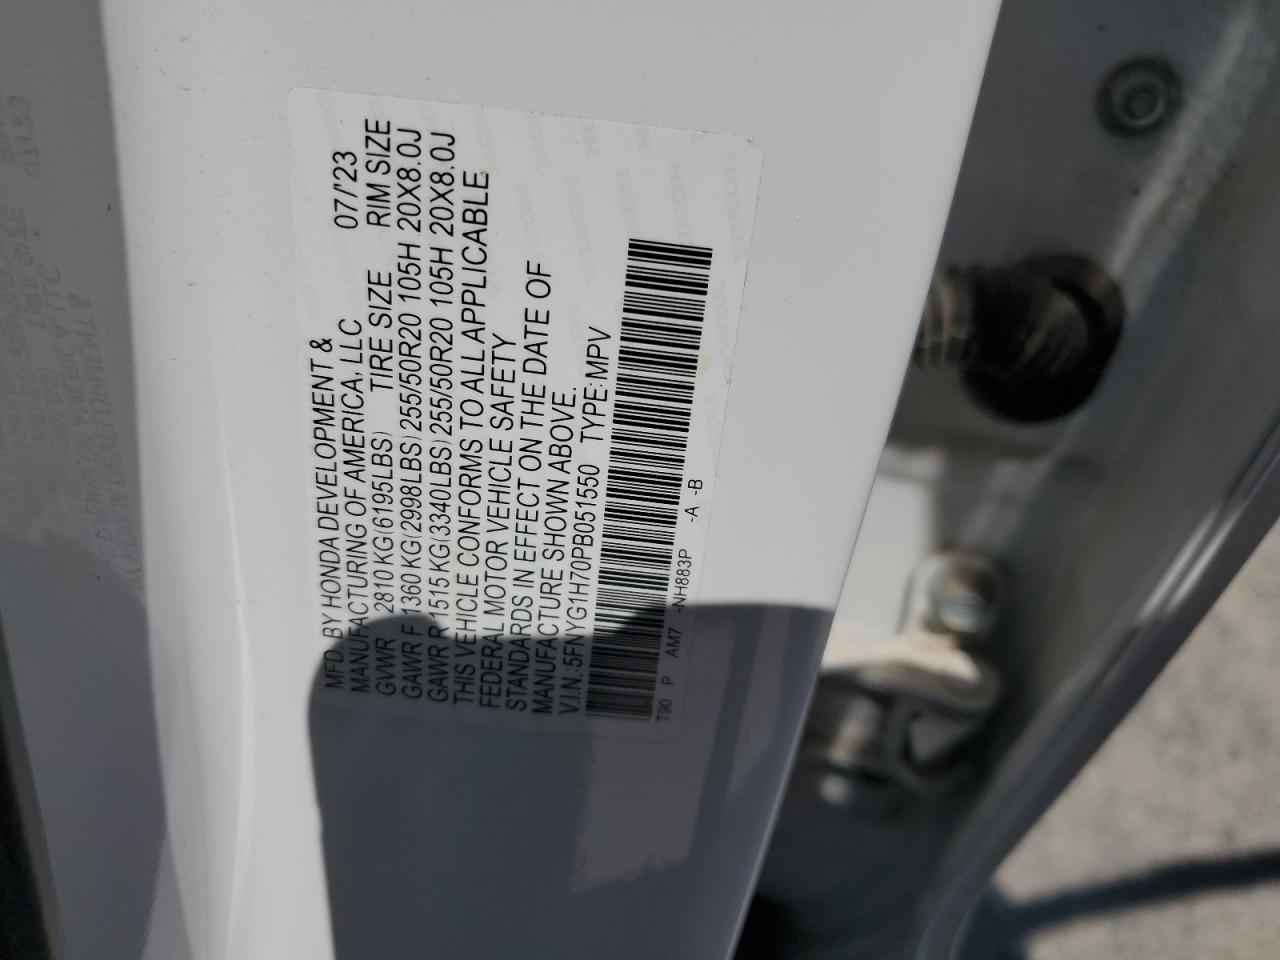 MFD. BY HONDA DEVELOPMENT &
MANUFACTURING OF AMERICA, LLC 07/'23
GVWR 2810 KG(6195LBS) TIRE SIZE RIM SIZE
GAWR F 1360 KG(2998LBS) 255/50R20 105H 20X8.0J
GAWR R 1515 KG(3340LBS) 255/50R20 105H 20X8.0J
THIS VEHICLE CONFORMS TO ALL APPLICABLE
FEDERAL MOTOR VEHICLE SAFETY
STANDARDS IN EFFECT ON THE DATE OF
MANUFACTURE SHOWN ABOVE.
V.I.N.:5FNYG1H70PB051550 TYPE: MPV
T90 P AM7 -NH883P -A -B